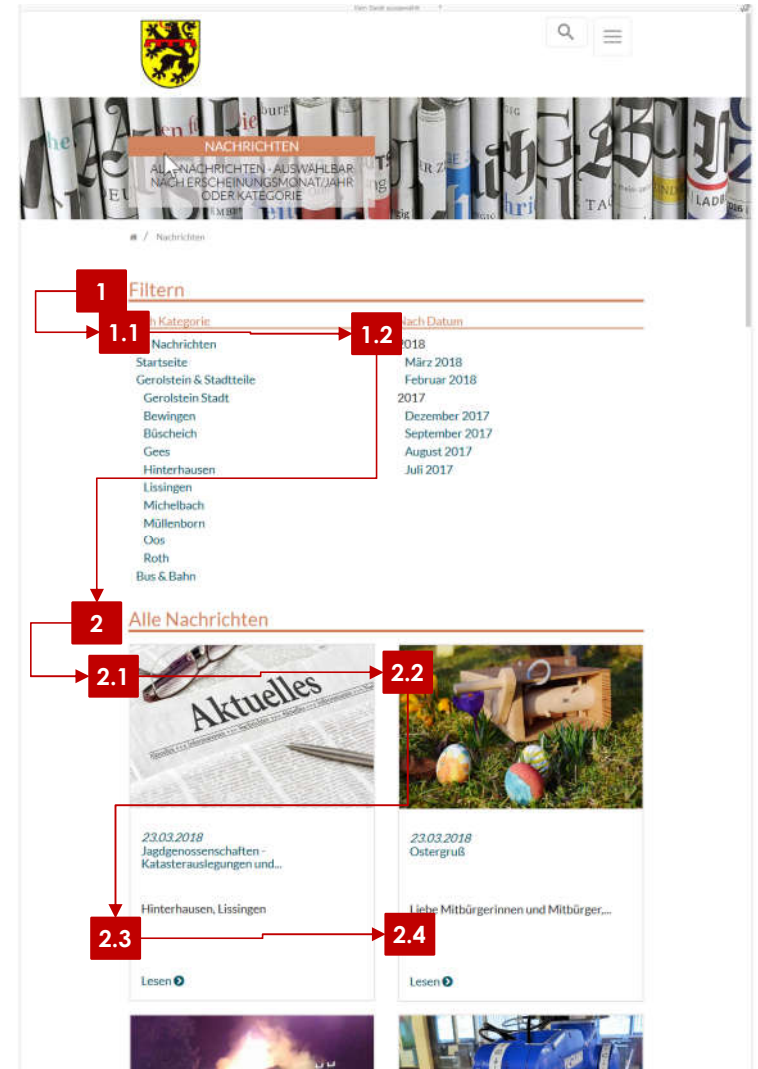 NACHRICHTEN
NACHRICHTEN - AUSWÄHLBAR
NACH ERSCHEINUNGSMONAT/JAHR
ODER KATEGORIE
/ Nachrichten
1
Filtern
1.1
Kategorie
1.2
Nach Datum
Nachrichten
Startseite
Gerolstein & Stadtteile
Gerolstein Stadt
Bewingen
Büscheich
Gees
Hinterhausen
Lissingen
Michelbach
Müllenborn
Oos
Roth
Bus & Bahn
2018
März 2018
Februar 2018
2017
Dezember 2017
September 2017
August 2017
Juli 2017
2
Alle Nachrichten
2.1
Aktuelles
2.2
23.03.2018
Jagdgenossenschaften -
Katasterauslegungen und...
Hinterhausen, Lissingen
2.3
Lesen
23.03.2018
Ostergruß
Liebe Mitbürgerinnen und Mitbürger,...
2.4
Lesen